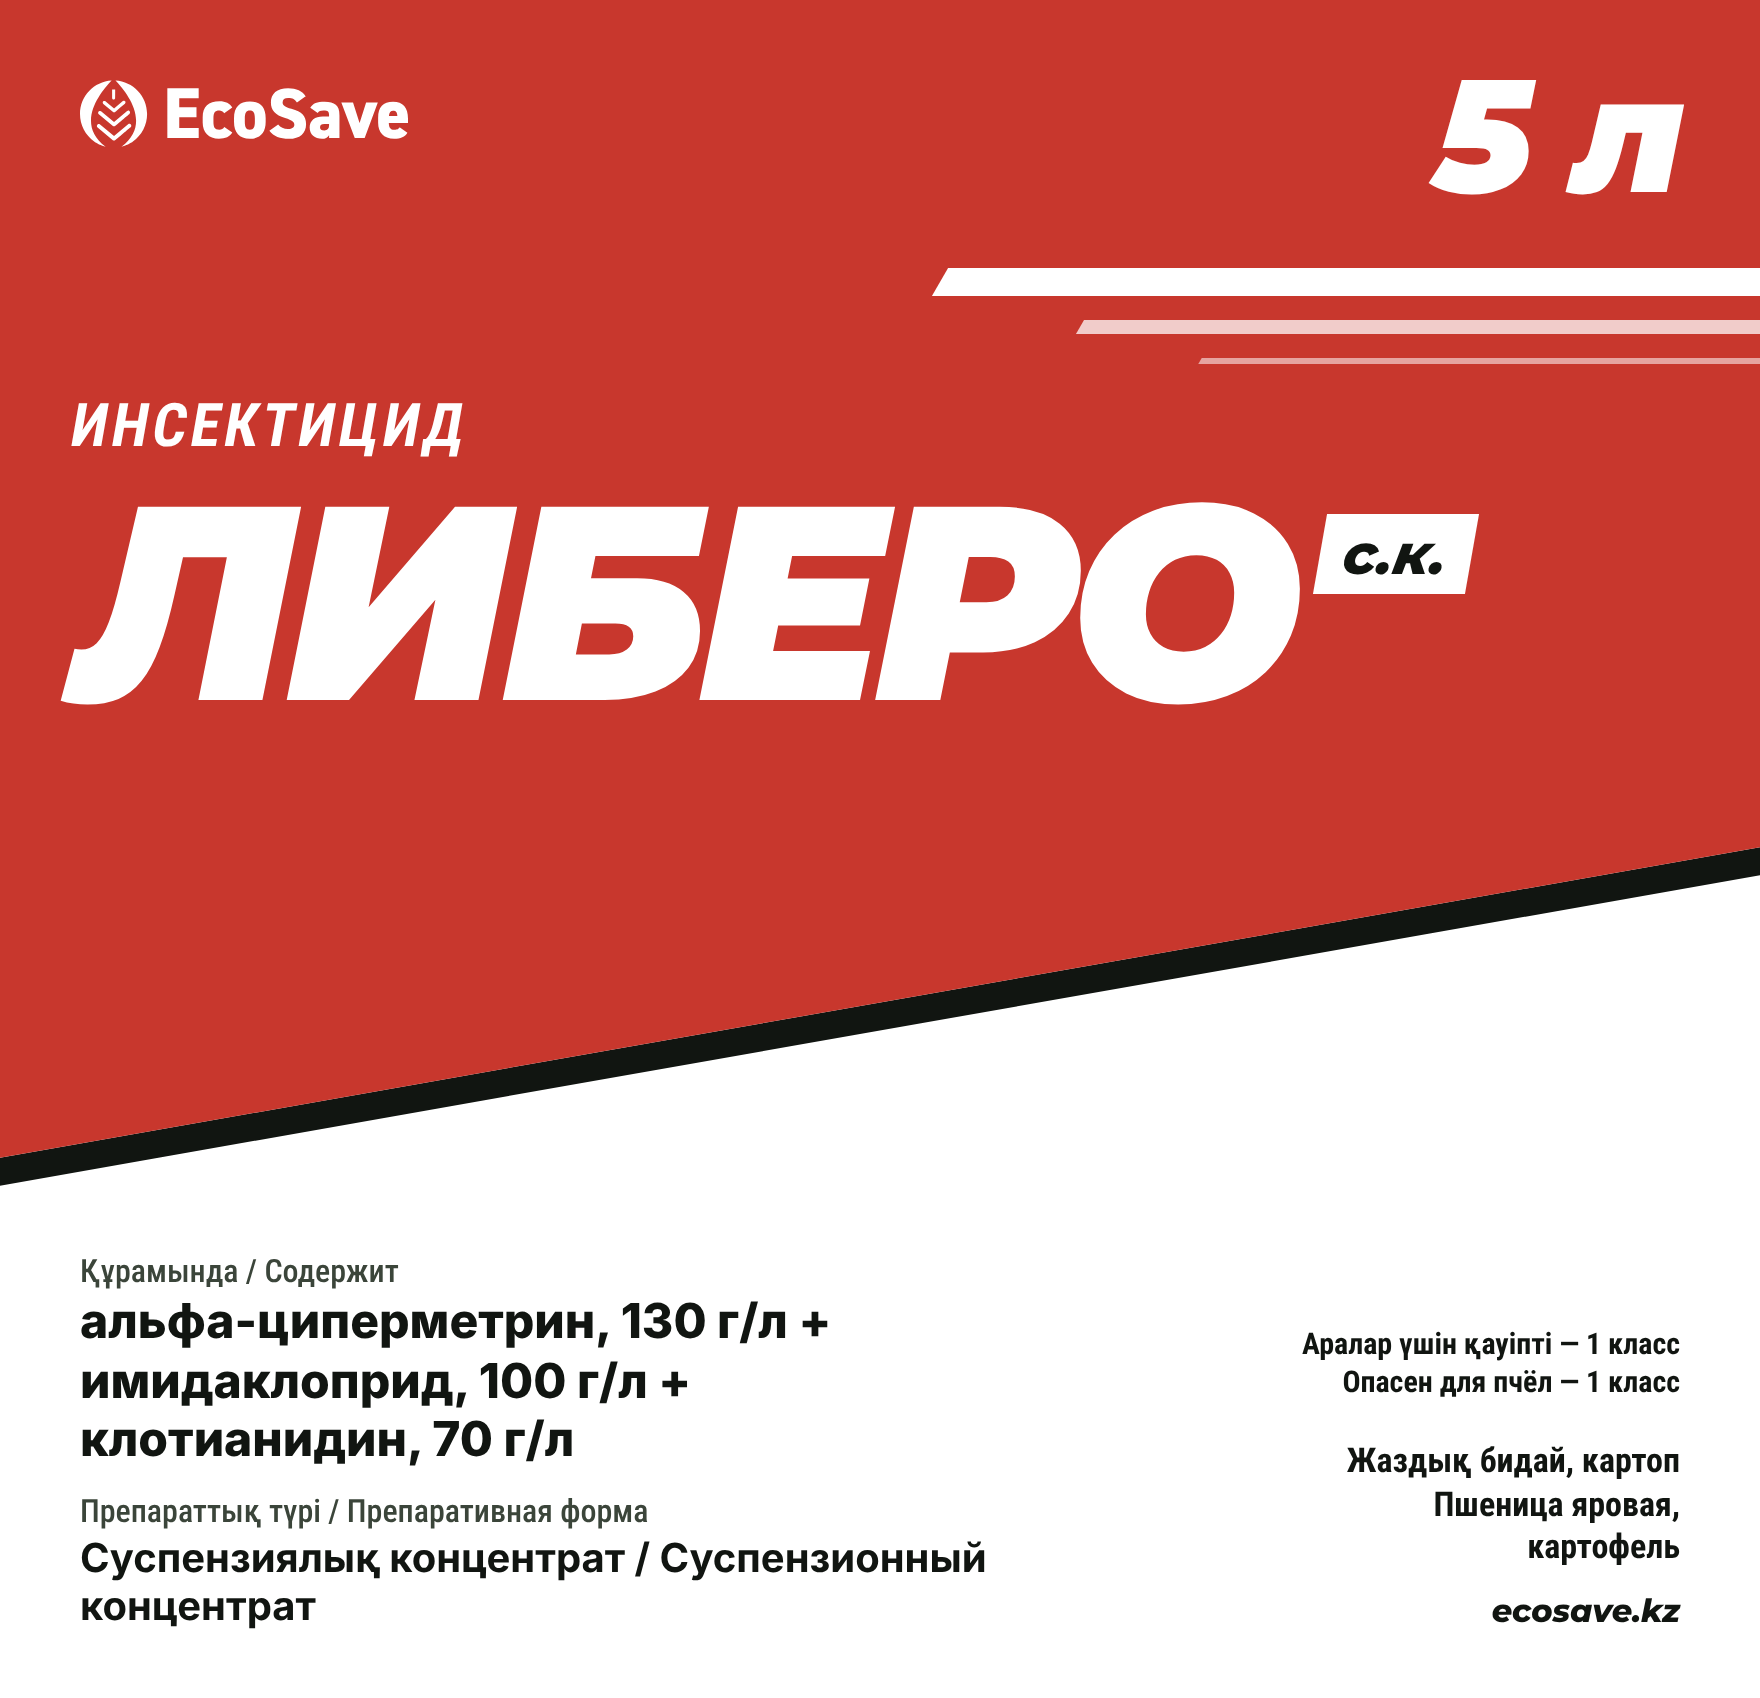 EcoSave
5 л
ИНСЕКТИЦИД
ЛИБЕРО с.к.
Құрамында / Содержит
альфа-циперметрин, 130 г/л +
имидаклоприд, 100 г/л +
клотианидин, 70 г/л
Препараттық түрі / Препаративная форма
Суспензиялық концентрат / Суспензионный
концентрат
Аралар үшін қауіпті — 1 класс
Опасен для пчёл — 1 класс
Жаздық бидай, картоп
Пшеница яровая,
картофель
ecosave.kz